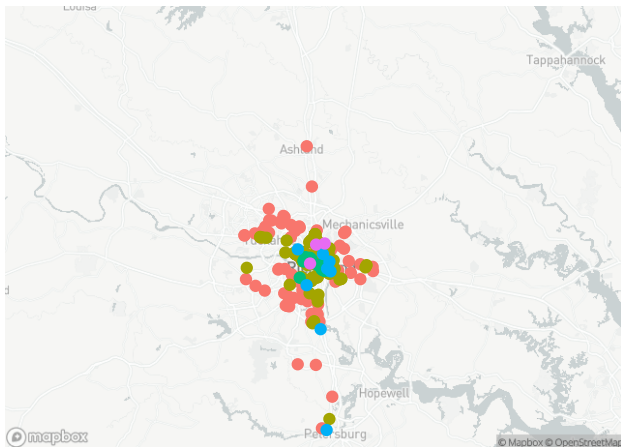 Louisa
Tappahannock
Ashland
Mechanicsville
Hopewell
Petersburg
mapbox
© Mapbox © OpenStreetMap